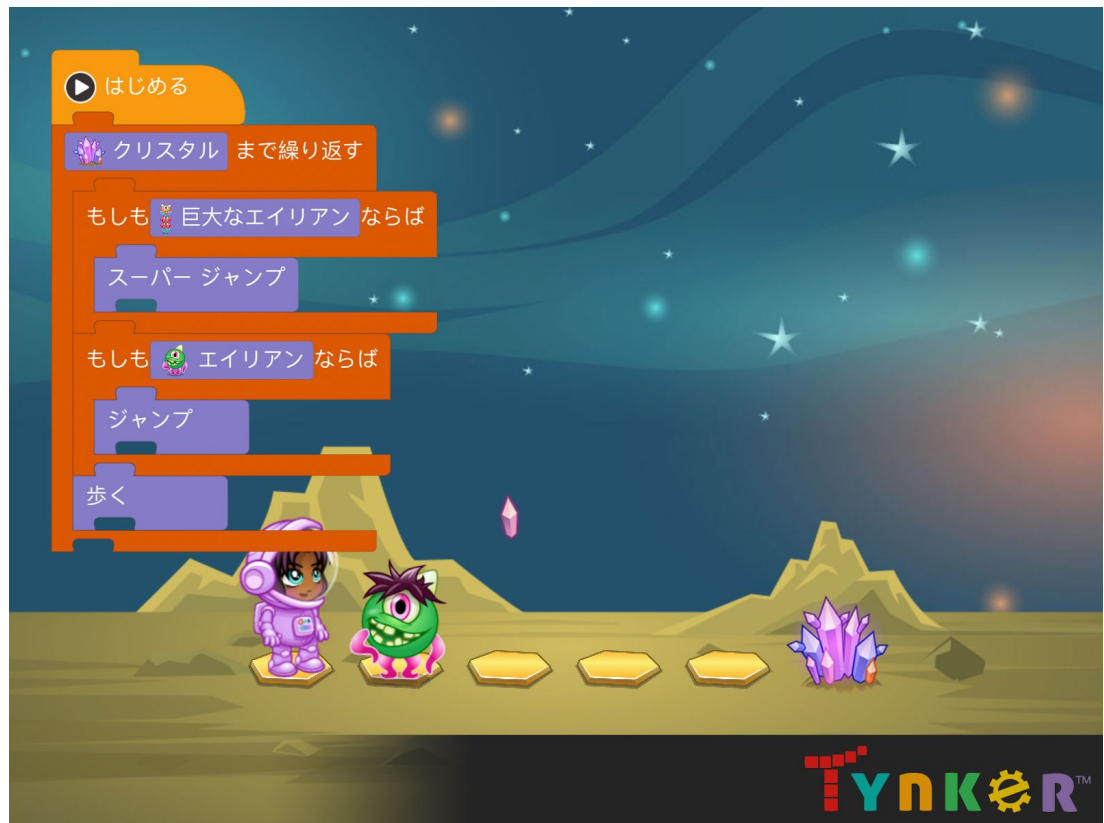 はじめる
クリスタル まで繰り返す
もしも 巨大なエイリアン ならば
スーパー ジャンプ
もしも エイリアン ならば
ジャンプ
歩く
TYNKER™